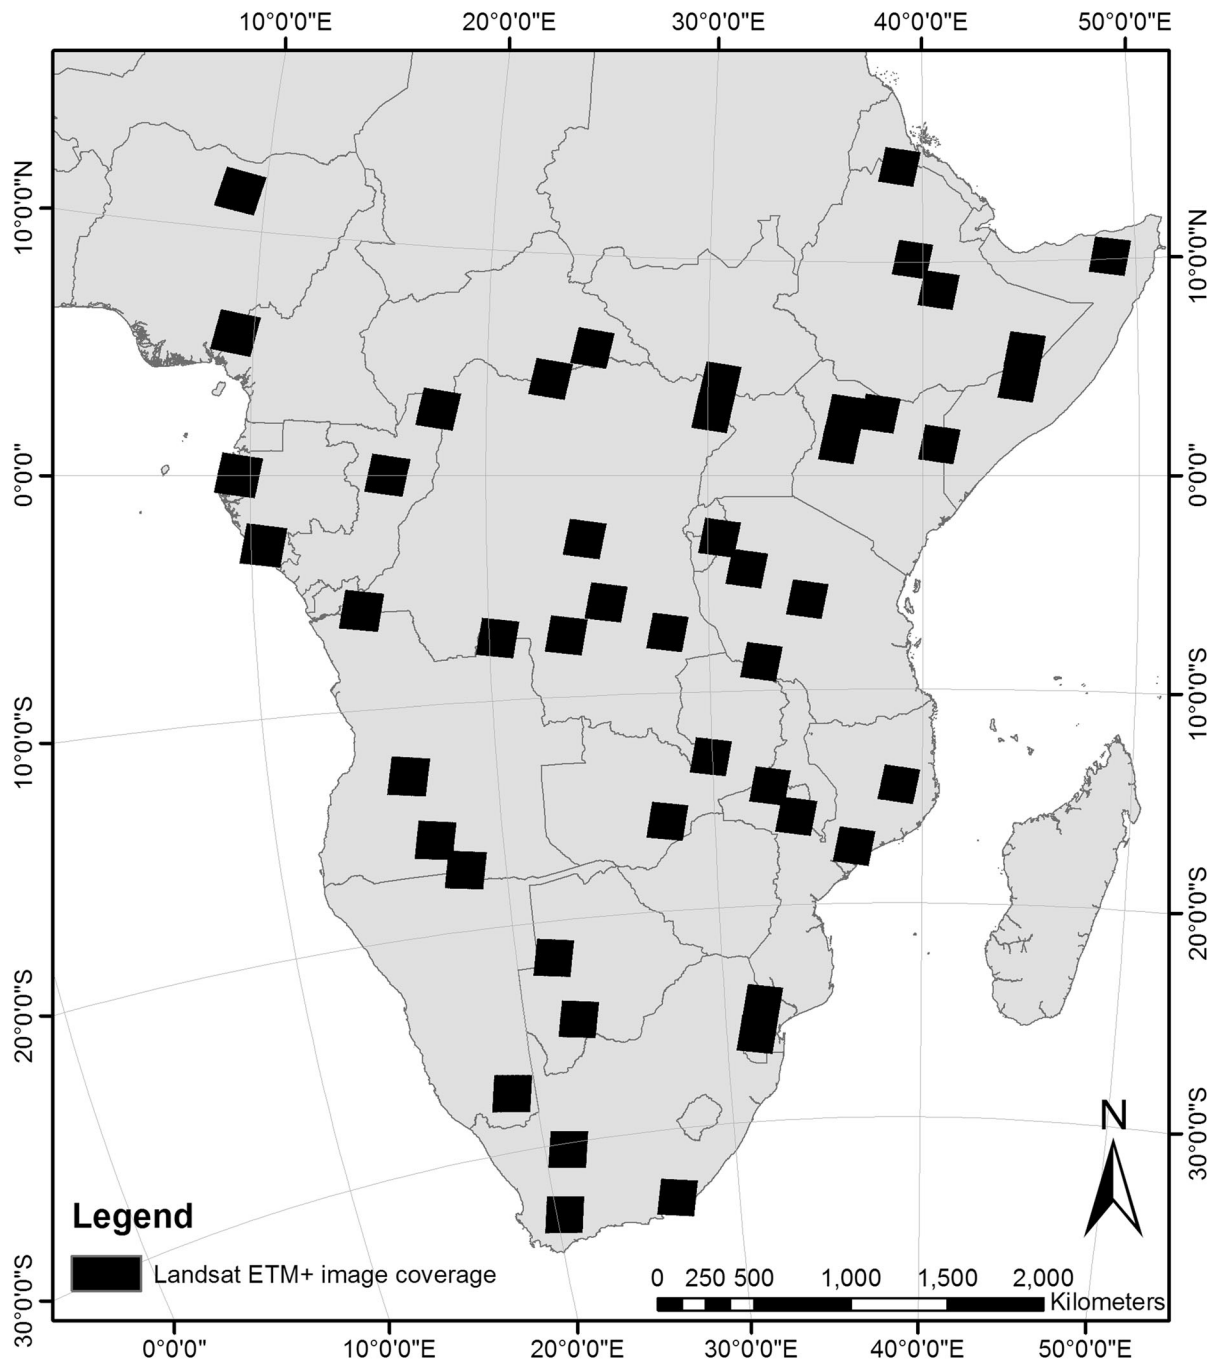 10°0'0"E 20°0'0"E 30°0'0"E 40°0'0"E 50°0'0"E
10°0'0"N
10°0'0"N
0°0'0"
0°0'0"
10°0'0"S
10°0'0"S
20°0'0"S
20°0'0"S
30°0'0"S
30°0'0"S
N
Legend
Landsat ETM+ image coverage
0 250 500 1,000 1,500 2,000
Kilometers
0°0'0" 10°0'0"E 20°0'0"E 30°0'0"E 40°0'0"E 50°0'0"E